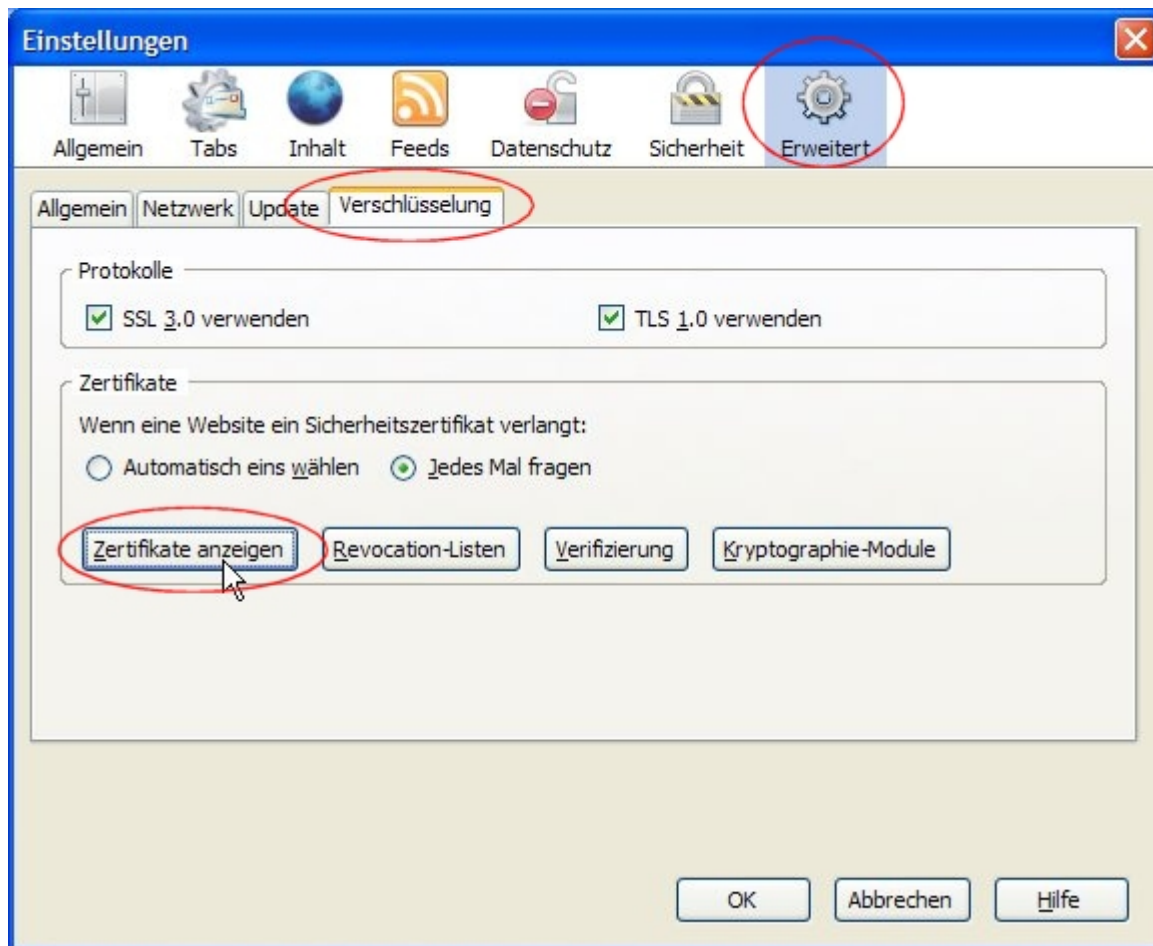 Einstellungen
Allgemein Tabs Inhalt Feeds Datenschutz Sicherheit Erweitert
Allgemein Netzwerk Update Verschlüsselung
Protokolle
SSL 3.0 verwenden TLS 1.0 verwenden
Zertifikate
Wenn eine Website ein Sicherheitszertifikat verlangt:
Automatisch eins wählen Jedes Mal fragen
Zertifikate anzeigen Revocation-Listen Verifizierung Kryptographie-Module
OK Abbrechen Hilfe